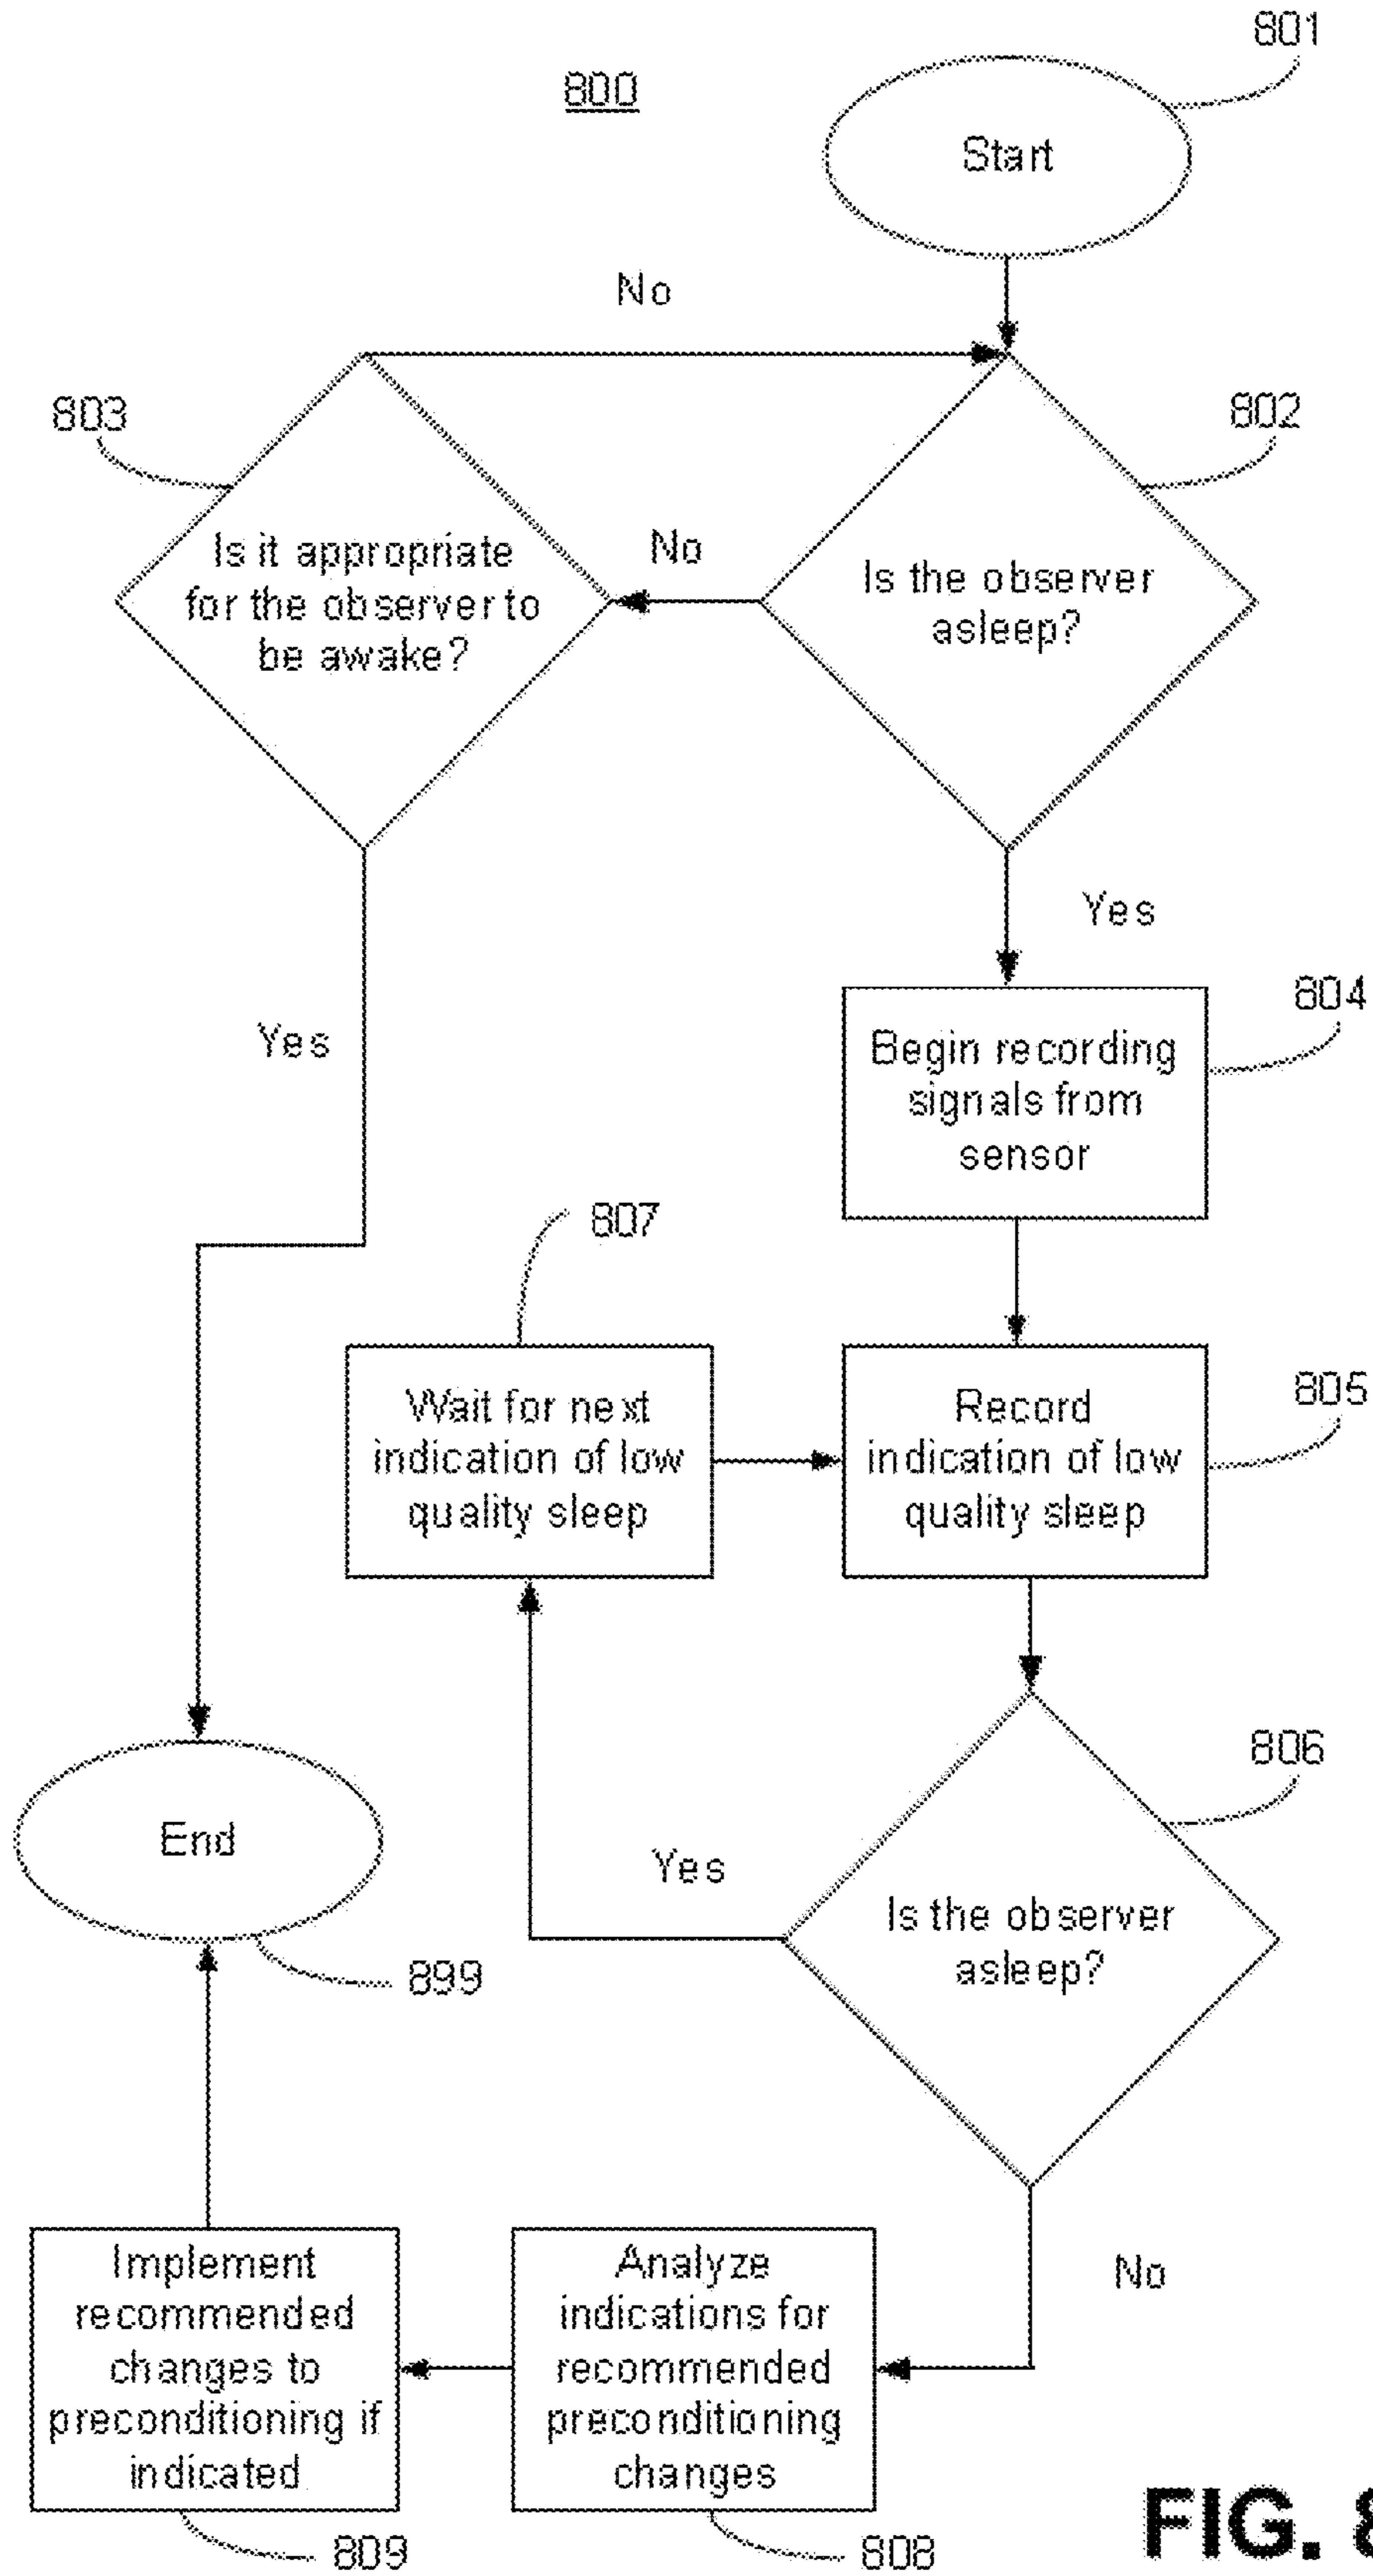 801
800
Start
No
803
802
Is it appropriate
for the observer to
be awake?
No
Is the observer
asleep?
Yes
Yes
804
Begin recording
signals from
sensor
807
Wait for next
indication of low
quality sleep
Record
indication of low
quality sleep
805
806
End
Yes
Is the observer
asleep?
899
No
Implement
recommended
changes to
preconditioning if
indicated
Analyze
indications for
recommended
preconditioning
changes
809
808
FIG. 8